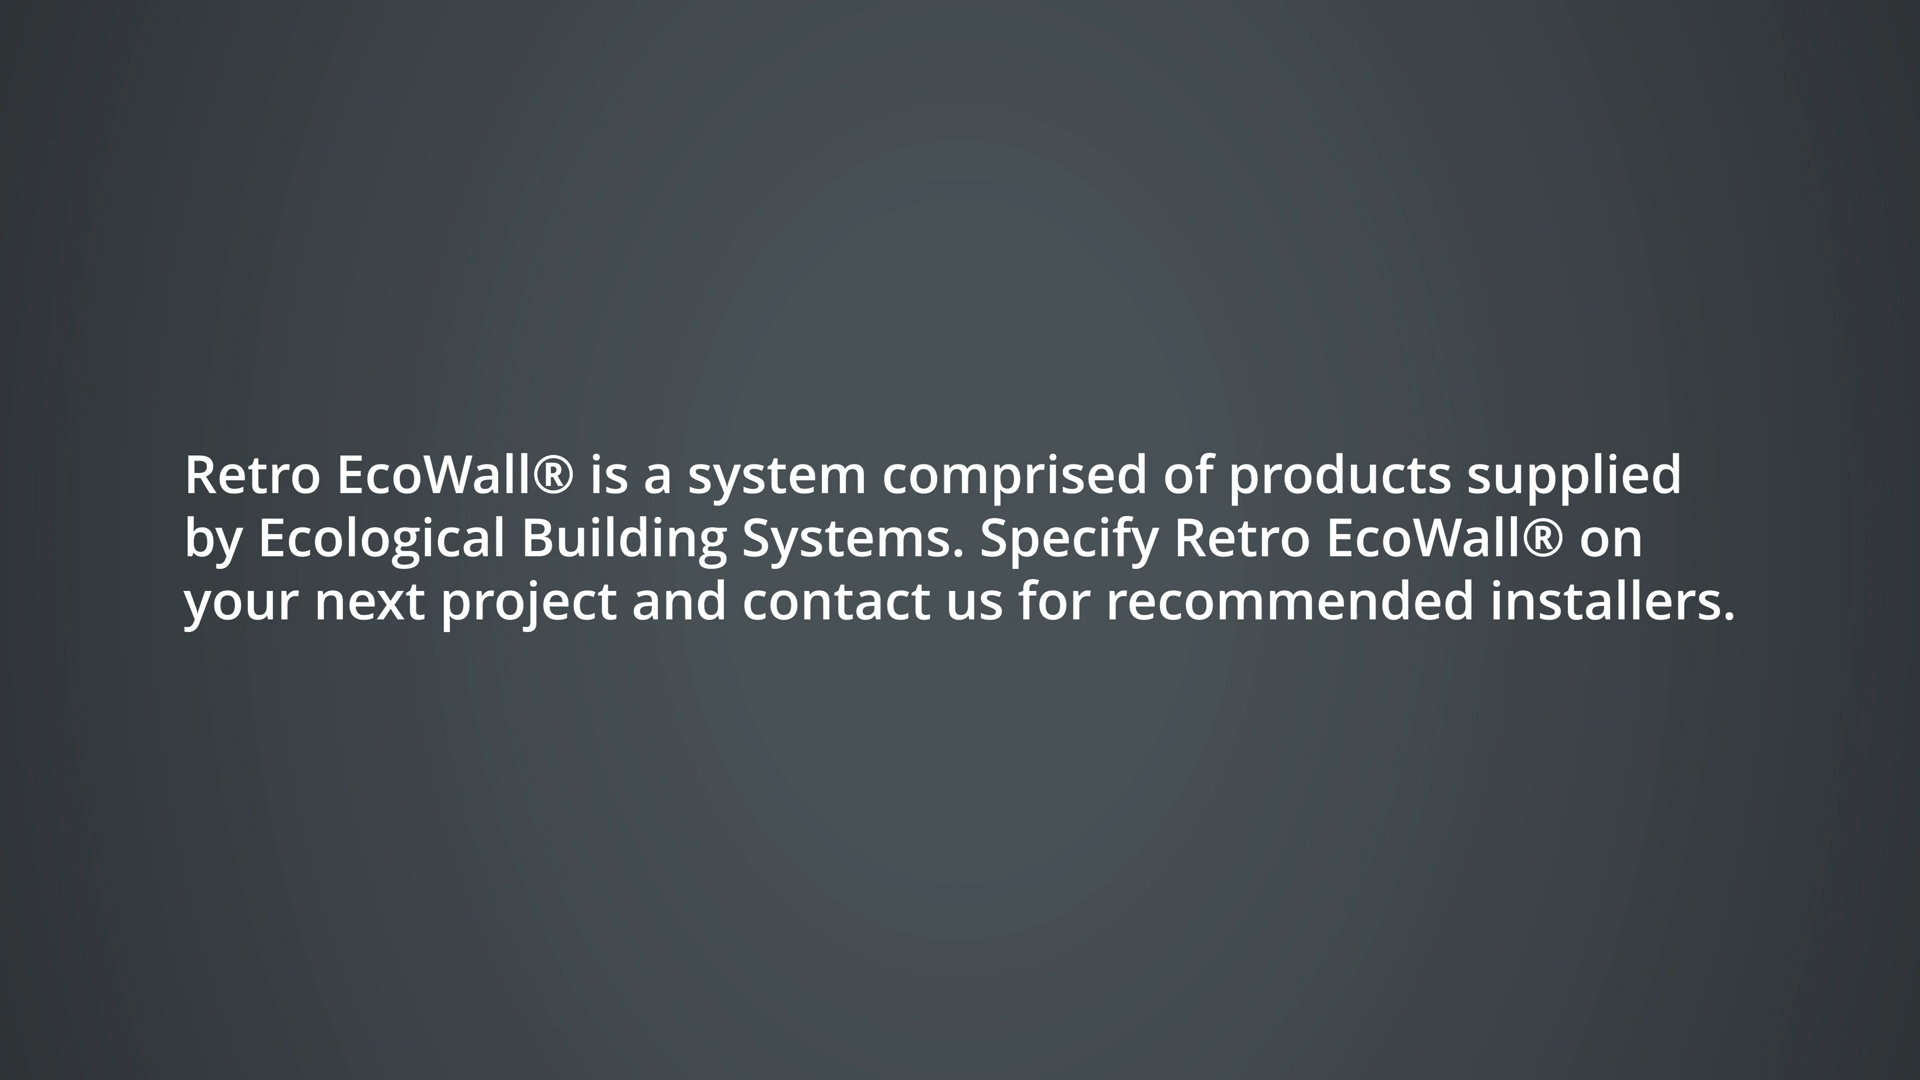 Retro EcoWall® is a system comprised of products supplied
by Ecological Building Systems. Specify Retro EcoWall® on
your next project and contact us for recommended installers.